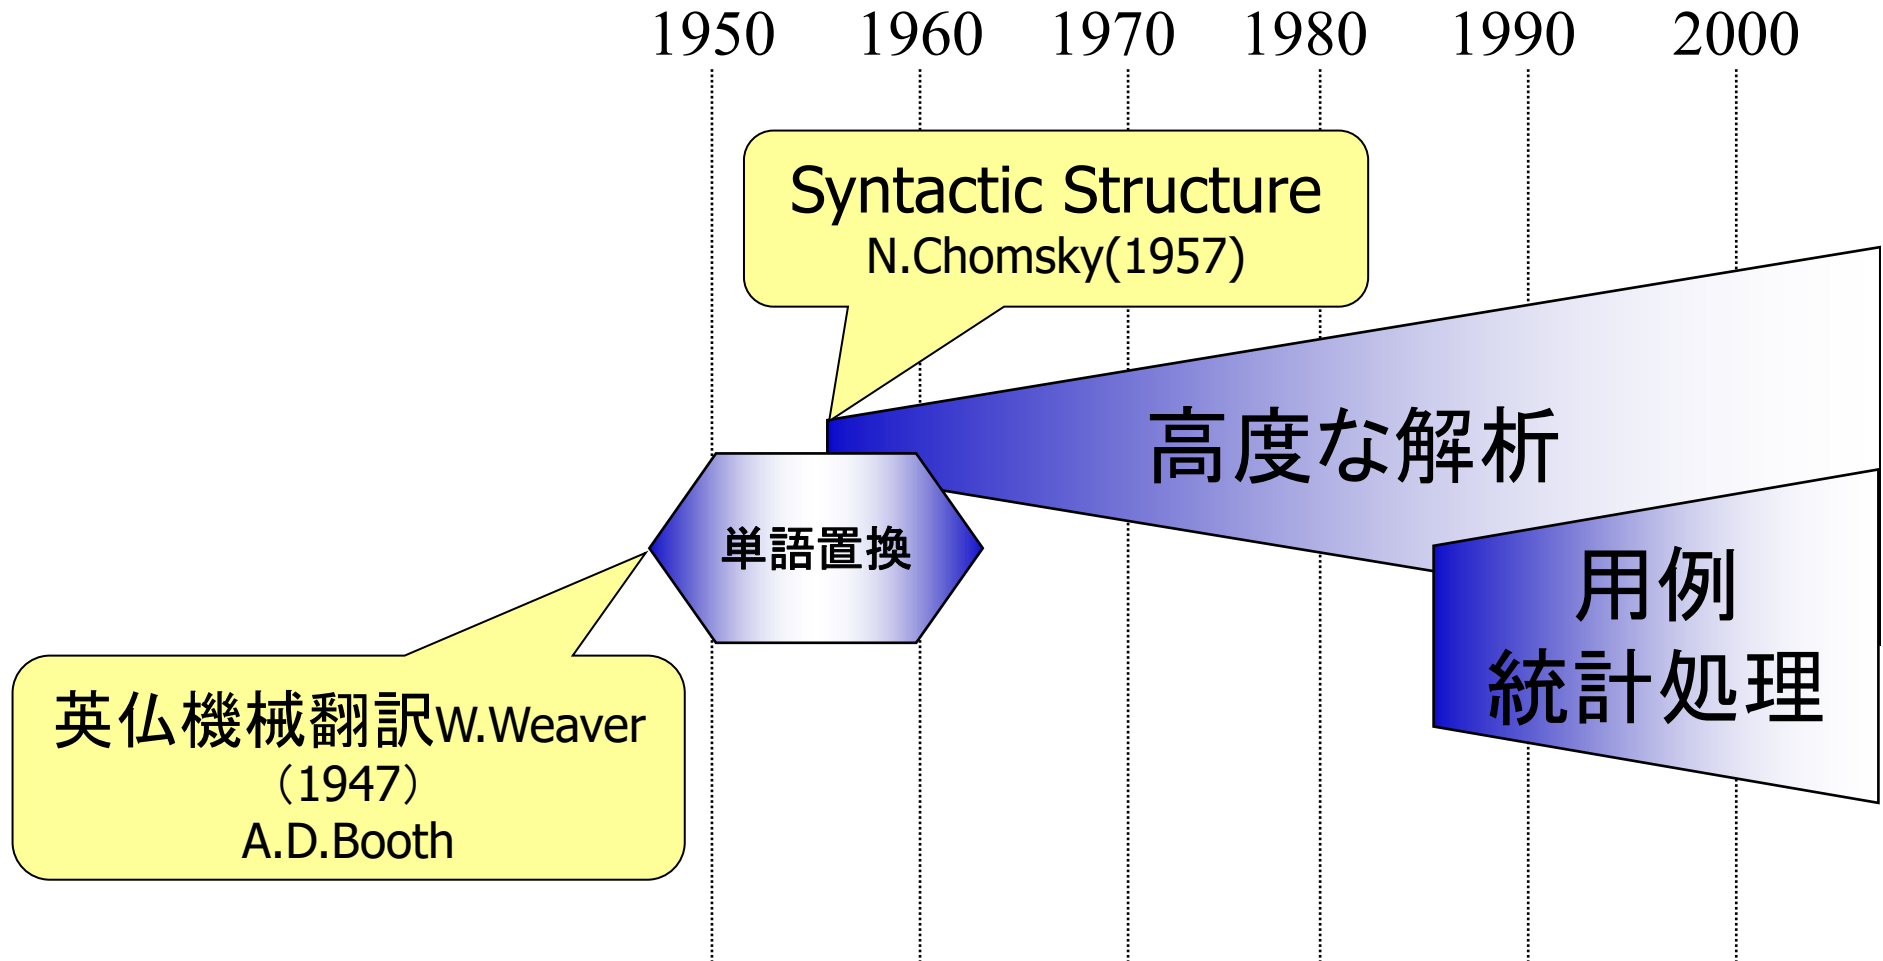 1950 1960 1970 1980 1990 2000
Syntactic Structure
N.Chomsky(1957)
高度な解析
単語置換
用例
統計処理
英仏機械翻訳W.Weaver
（1947）
A.D.Booth